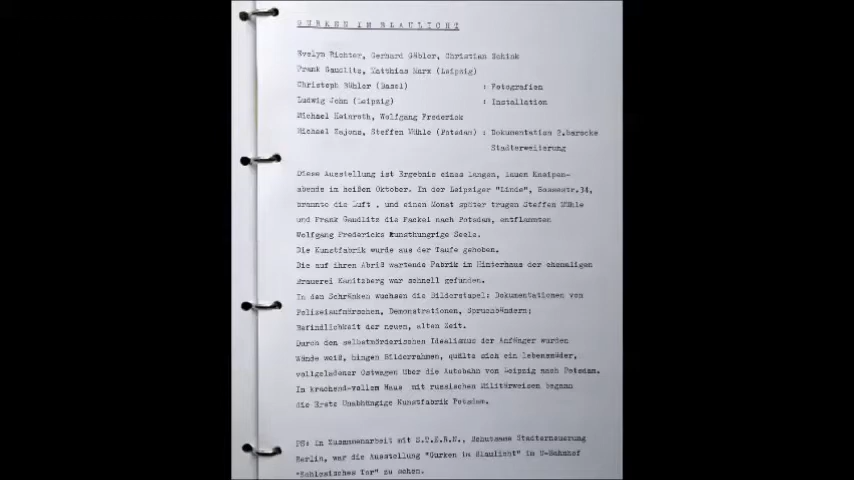 GURKEN IM BLAULICHT
Evelyn Richter, Gerhard Gäbler, Christian Schink
Frank Gaudlitz, Matthias Marx (Leipzig)
Christoph Bühler (Basel) : Fotografien
Ludwig John (Leipzig) : Installation
Michael Heinroth, Wolfgang Frederick
Michael Zajonz, Steffen Mühle (Potsdam) : Dokumentation 2.barocke
Stadterweiterung
Diese Ausstellung ist Ergebnis eines langen, lauen Kneipen-
abends im heißen Oktober. In der Leipziger "Linde", 34,
brannte die Luft , und einen Monat später trugen Steffen Mühle
und Frank Gaudlitz die Fackel nach Potsdam, entflammten
Wolfgang Fredericks kunsthungrige Seele.
Die Kunstfabrik wurde aus der Taufe gehoben.
Die auf ihren Abriß wartende Fabrik im Hinterhaus der ehemaligen
Brauerei war schnell gefunden.
In den Schränken wuchsen die Bilderstapel: Dokumentationen von
Polizeiaufmärschen, Demonstrationen, Spruchbändern;
Befindlichkeit der neuen, alten Zeit.
Durch den selbstmörderischen Idealismus der Anfänger wurden
Wände weiß, hingen Bilderrahmen, quälte sich ein lebensmüder,
vollgeladener Ostwagen über die Autobahn von Leipzig nach Potsdam.
In krachend-vollem Haus mit russischen Militärweisen begann
die Erste Unabhängige Kunstfabrik Potsdam.
PS: In Zusammenarbeit mit S.T.E.R.N., Behutsame Stadterneuerung
Berlin, war die Ausstellung "Gurken im Blaulicht" im U-Bahnhof
"Schlesisches Tor" zu sehen.